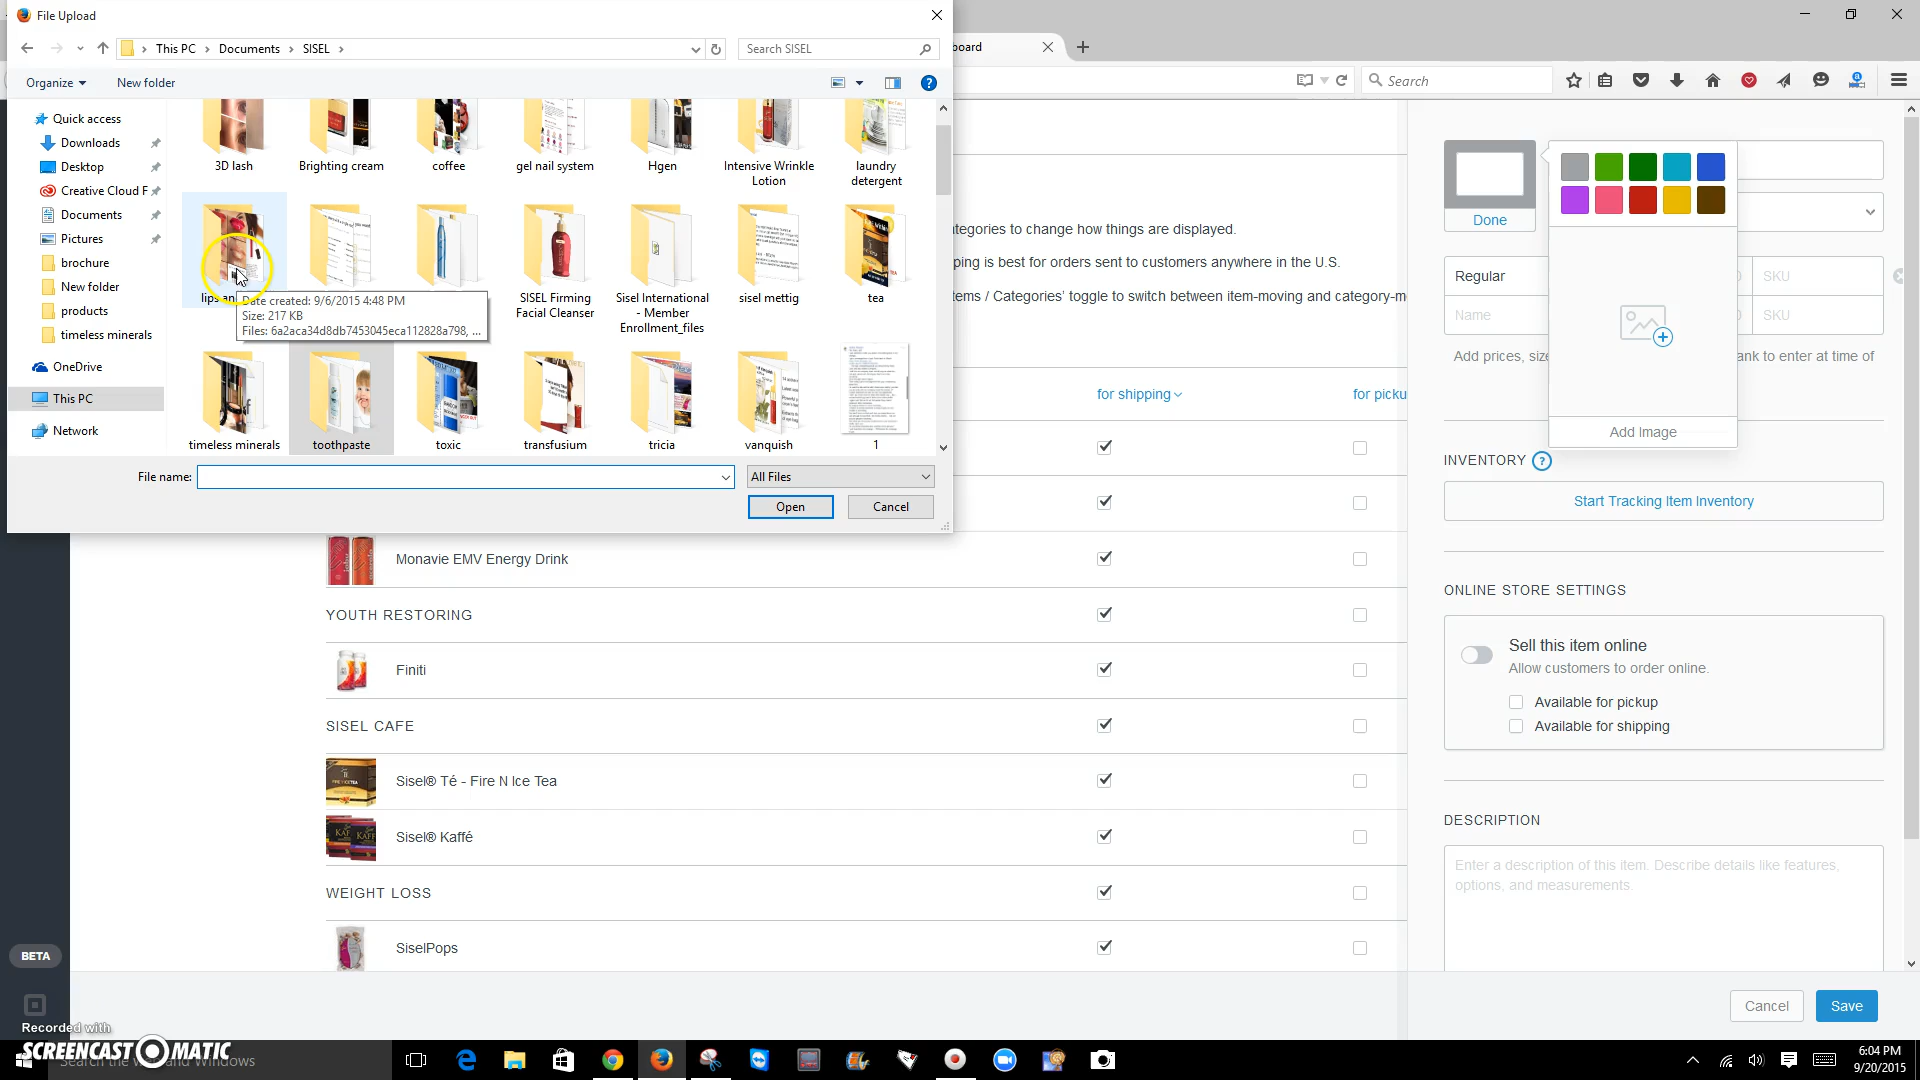 File Upload
This PC > Documents > SISEL >
Search SISEL
Organize
New folder
Quick access
Downloads
Desktop
Creative Cloud F
Documents
Pictures
brochure
New folder
products
timeless minerals
OneDrive
This PC
Network
3D lash
Brighting cream
coffee
gel nail system
Hgen
Intensive Wrinkle
Lotion
laundry
detergent
lips an
SISEL Firming
Facial Cleanser
Sisel International
- Member
Enrollment_files
sisel mettig
tea
Date created: 9/6/2015 4:48 PM
Size: 217 KB
Files: 6a2aca34d8db7453045eca112828a798, ...
timeless minerals
toothpaste
toxic
transfusium
tricia
vanquish
1
File name:
All Files
Open
Cancel
board
Search
tegories to change how things are displayed.
ping is best for orders sent to customers anywhere in the U.S.
tems / Categories' toggle to switch between item-moving and category-m
for shipping
for picku
Monavie EMV Energy Drink
YOUTH RESTORING
Finiti
SISEL CAFE
Sisel® Té - Fire N Ice Tea
Sisel® Kaffé
WEIGHT LOSS
SiselPops
Done
Regular
SKU
Name
SKU
Add prices, size
ank to enter at time of
Add Image
INVENTORY ?
Start Tracking Item Inventory
ONLINE STORE SETTINGS
Sell this item online
Allow customers to order online.
Available for pickup
Available for shipping
DESCRIPTION
Enter a description of this item. Describe details like features,
options, and measurements.
Cancel
Save
BETA
Recorded with
SCREENCAST-O-MATIC
Search the web and Windows
6:04 PM
9/20/2015